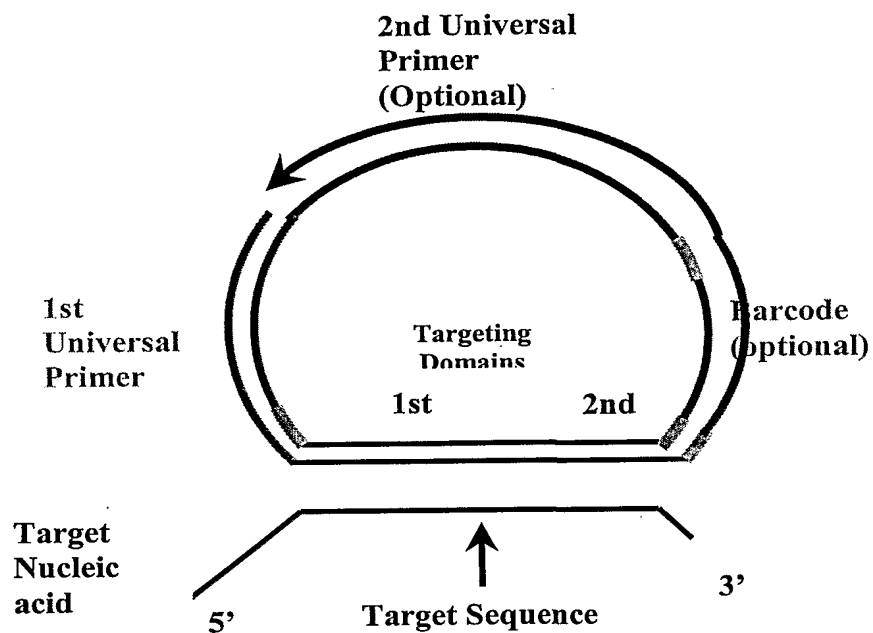 2nd Universal
Primer
(Optional)
1st
Universal
Primer
Targeting
Domains
Barcode
(optional)
1st
2nd
Target
Nucleic
acid
5’
Target Sequence
3’